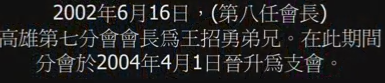 2002年6月16日，(第八任會長)
高雄第七分會會長爲王招勇弟兄。在此期間
分會於2004年4月1日晉升爲支會。